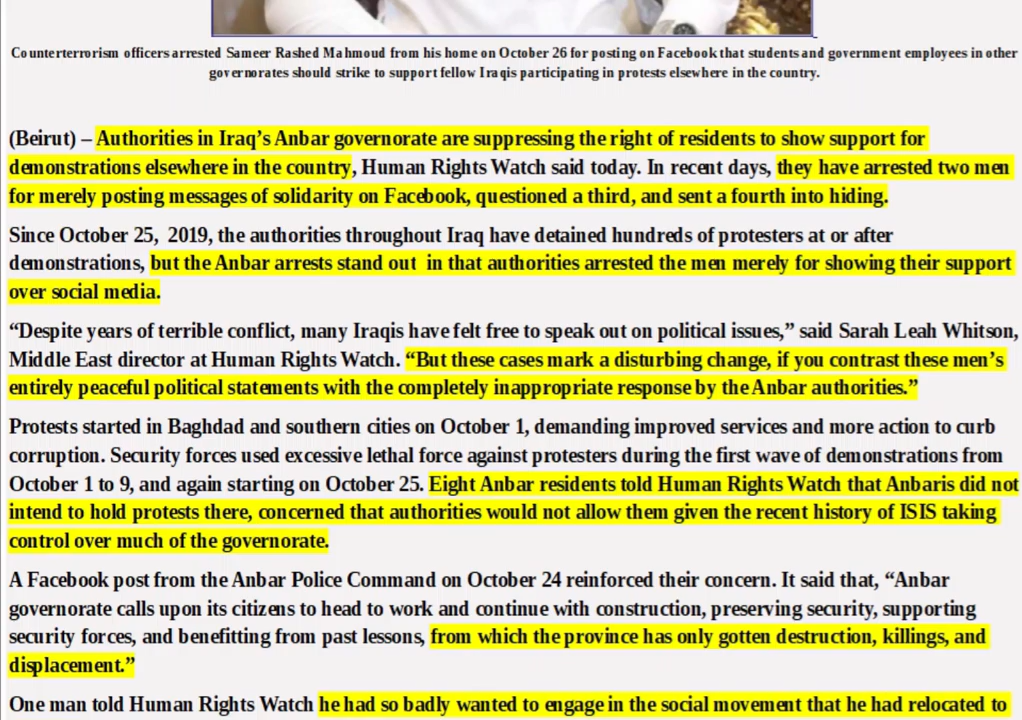 Counterterrorism officers arrested Sameer Rashed Mahmoud from his home on October 26 for posting on Facebook that students and government employees in other
governorates should strike to support fellow Iraqis participating in protests elsewhere in the country.
(Beirut) – Authorities in Iraq’s Anbar governorate are suppressing the right of residents to show support for
demonstrations elsewhere in the country, Human Rights Watch said today. In recent days, they have arrested two men
for merely posting messages of solidarity on Facebook, questioned a third, and sent a fourth into hiding.
Since October 25, 2019, the authorities throughout Iraq have detained hundreds of protesters at or after
demonstrations, but the Anbar arrests stand out in that authorities arrested the men merely for showing their support
over social media.
“Despite years of terrible conflict, many Iraqis have felt free to speak out on political issues,” said Sarah Leah Whitson,
Middle East director at Human Rights Watch. “But these cases mark a disturbing change, if you contrast these men’s
entirely peaceful political statements with the completely inappropriate response by the Anbar authorities.”
Protests started in Baghdad and southern cities on October 1, demanding improved services and more action to curb
corruption. Security forces used excessive lethal force against protesters during the first wave of demonstrations from
October 1 to 9, and again starting on October 25. Eight Anbar residents told Human Rights Watch that Anbaris did not
intend to hold protests there, concerned that authorities would not allow them given the recent history of ISIS taking
control over much of the governorate.
A Facebook post from the Anbar Police Command on October 24 reinforced their concern. It said that, “Anbar
governorate calls upon its citizens to head to work and continue with construction, preserving security, supporting
security forces, and benefitting from past lessons, from which the province has only gotten destruction, killings, and
displacement.”
One man told Human Rights Watch he had so badly wanted to engage in the social movement that he had relocated to